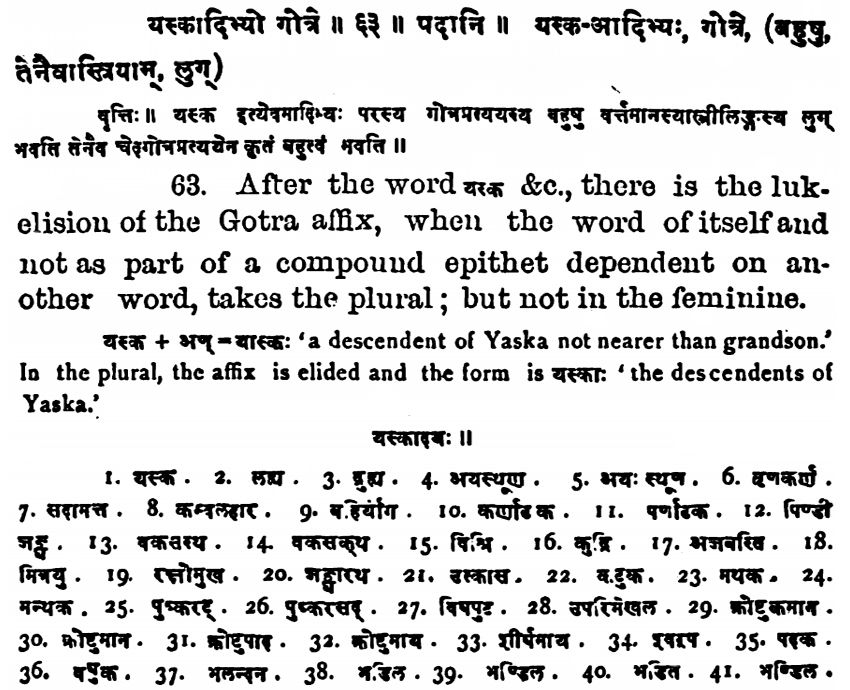 यस्कादिभ्यो गोत्रे ॥ ६३ ॥ पदानि ॥ यस्क-आदिभ्यः, गोत्रे, (बहुषु,
तेनैवास्त्रियाम्, लुग्)
वृत्तिः ॥ यस्क इत्येवमादिभ्यः परस्य गोत्रप्रत्ययस्य बहुषु वर्त्तमानस्यास्त्रीलिङ्गस्य लुग्
भवति तेनैव चेद्गोत्रप्रत्ययेन कृतं बहुत्वं भवति ॥
63. After the word यस्क &c., there is the luk-
elision of the Gotra affix, when the word of itself and
not as part of a compound epithet dependent on an-
other word, takes the plural; but not in the feminine.
यस्क + अण् = यास्कः ‘a descendent of Yaska not nearer than grandson.’
In the plural, the affix is elided and the form is यस्काः ‘the descendents of
Yaska.’
यस्कादयः ॥
1. यस्क . 2. लह्य . 3. द्रुह्य . 4. अयस्थूण . 5. अयः स्थूण . 6. तृणकर्ण .
7. सदामत्त . 8. कम्बलहार . 9. बहिर्योग . 10. कर्णाढक . 11. पर्णाढक . 12. पिण्डी
जङ्घ . 13. बकसस्थ . 14. बकसक्थ . 15. विश्रि . 16. कुद्रि . 17. अजबस्ति . 18.
मित्रयु . 19. रक्षोमुख . 20. जङ्घारथ . 21. उत्कास . 22. कटुक . 23. मथक . 24.
मन्थक . 25. पुष्करद् . 26. पुष्करसद् . 27. विषपुट . 28. उपरिमेखल . 29. क्रोष्टुकमान .
30. क्रोष्टुमान . 31. क्रोष्टुपाद . 32. क्रोष्टुमाय . 33. शीर्षमाय . 34. 35. पदक .
36. वर्षुक . 37. भलन्दन . 38. भडिल . 39. भण्डिल . 40. भडित . 41. भण्डिल .